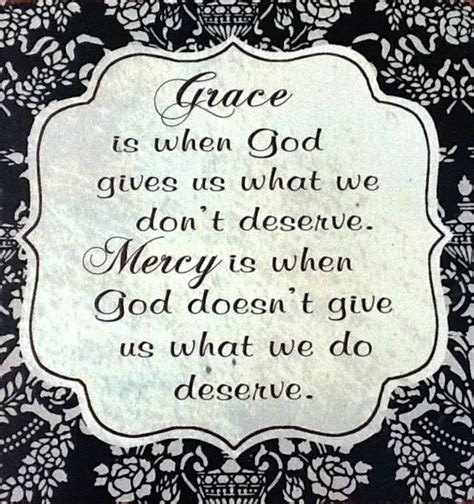 Grace
is when God
gives us what we
don't deserve.
Mercy is when
God doesn't give
us what we do
deserve.